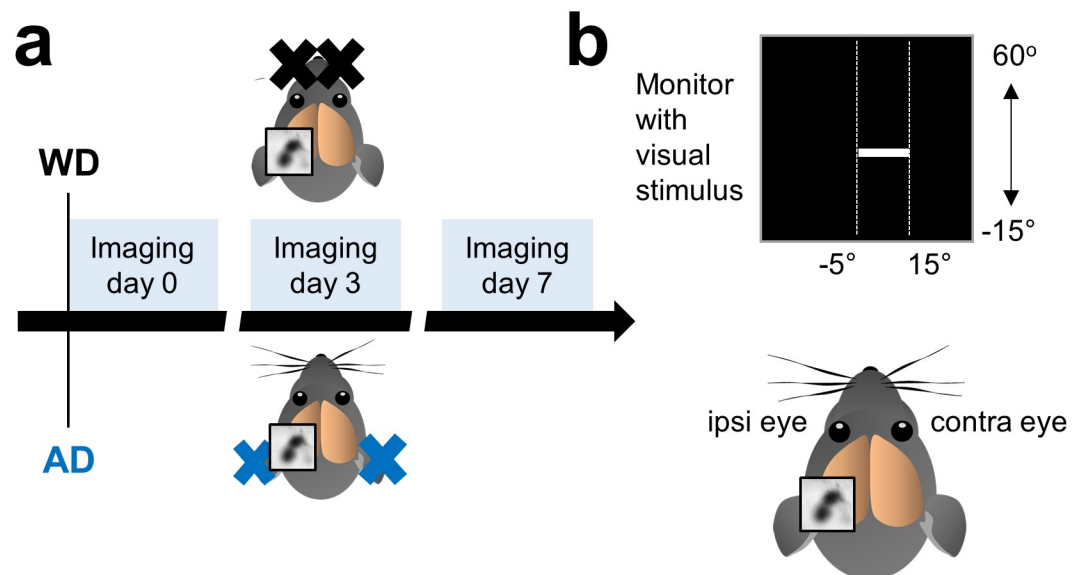 a
WD
Imaging
day 0
Imaging
day 3
Imaging
day 7
AD
b
Monitor
with
visual
stimulus
60º
-15°
-5°
15°
ipsi eye
contra eye